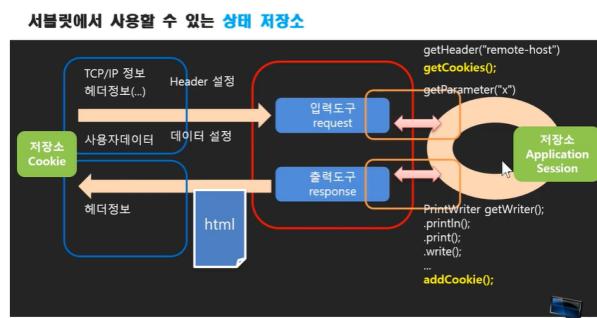 서블릿에서 사용할 수 있는 상태 저장소
getHeader("remote-host")
getCookies();
getParameter("x")
TCP/IP 정보
헤더정보(...)
Header 설정
입력도구
request
사용자데이터
데이터 설정
저장소
Cookie
저장소
Application
Session
출력도구
response
헤더정보
html
PrintWriter getWriter();
.println();
.print();
.write();
...
addCookie();